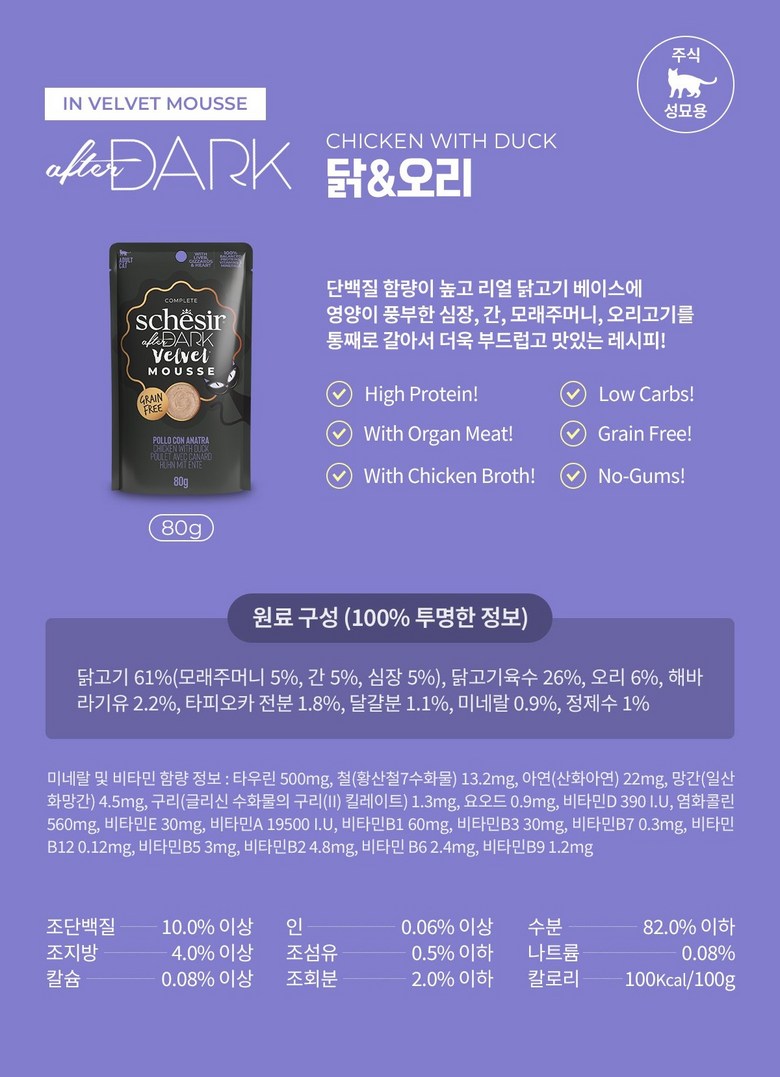 주식
성묘용
IN VELVET MOUSSE
after DARK
CHICKEN WITH DUCK
닭&오리
ADULT
CAT
WITH
LIVER,
GIZZARDS
& HEART
100%
COMPLETE
schesir
after DARK
Velvet
MOUSSE
GRAIN
FREE
POLLO CON ANATRA
CHICKEN WITH DUCK
POULET AVEC CANARD
HUHN MIT ENTE
80g
80g
단백질 함량이 높고 리얼 닭고기 베이스에
영양이 풍부한 심장, 간, 모래주머니, 오리고기를
통째로 갈아서 더욱 부드럽고 맛있는 레시피!
High Protein!
Low Carbs!
With Organ Meat!
Grain Free!
With Chicken Broth!
No-Gums!
원료 구성 (100% 투명한 정보)
닭고기 61%(모래주머니 5%, 간 5%, 심장 5%), 닭고기육수 26%, 오리 6%, 해바
라기유 2.2%, 타피오카 전분 1.8%, 달걀분 1.1%, 미네랄 0.9%, 정제수 1%
미네랄 및 비타민 함량 정보 : 타우린 500mg, 철(황산철7수화물) 13.2mg, 아연(산화아연) 22mg, 망간(일산
화망간) 4.5mg, 구리(글리신 수화물의 구리(II) 킬레이트) 1.3mg, 요오드 0.9mg, 비타민D 390 I.U, 염화콜린
560mg, 비타민E 30mg, 비타민A 19500 I.U, 비타민B1 60mg, 비타민B3 30mg, 비타민B7 0.3mg, 비타민
B12 0.12mg, 비타민B5 3mg, 비타민B2 4.8mg, 비타민 B6 2.4mg, 비타민B9 1.2mg
조단백질 10.0% 이상
인 0.06% 이상
수분 82.0% 이하
조지방 4.0% 이상
조섬유 0.5% 이하
나트륨 0.08%
칼슘 0.08% 이상
조회분 2.0% 이하
칼로리 100Kcal/100g